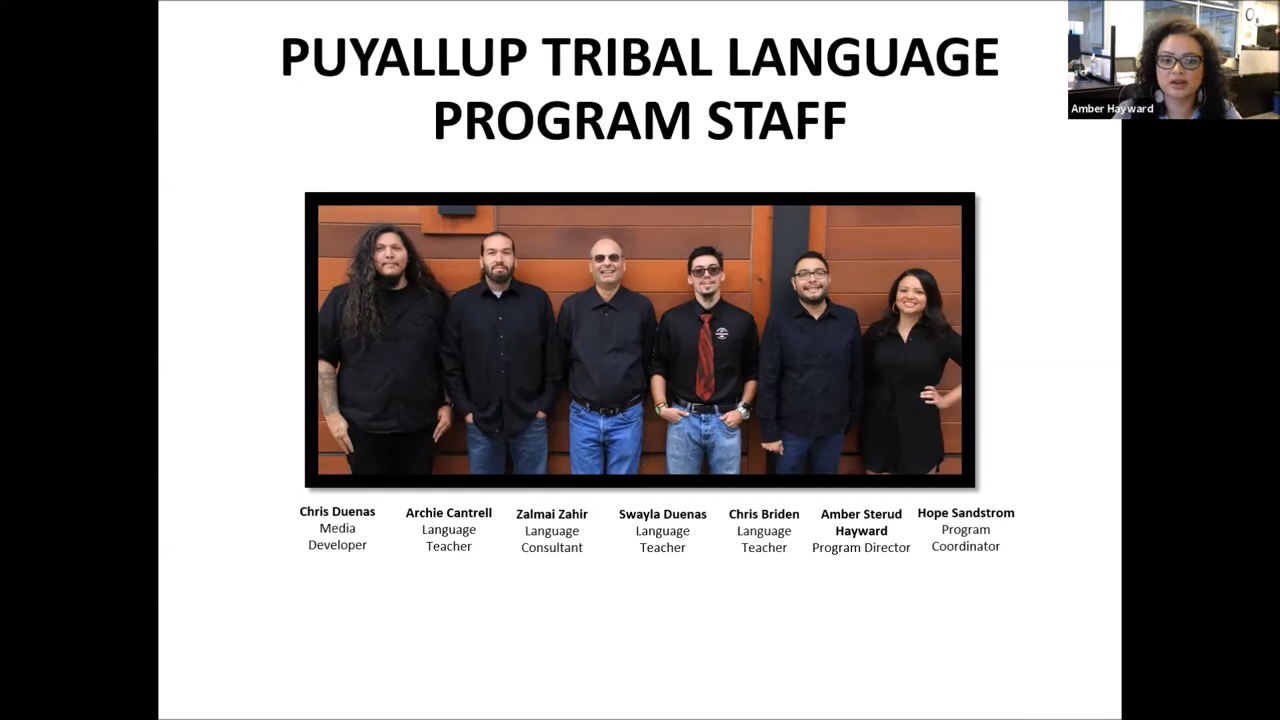 PUYALLUP TRIBAL LANGUAGE
PROGRAM STAFF
Amber Hayward
Chris Duenas
Media
Developer
Archie Cantrell
Language
Teacher
Zalmai Zahir
Language
Consultant
Swayla Duenas
Language
Teacher
Chris Briden
Language
Teacher
Amber Sterud
Hayward
Program Director
Hope Sandstrom
Program
Coordinator